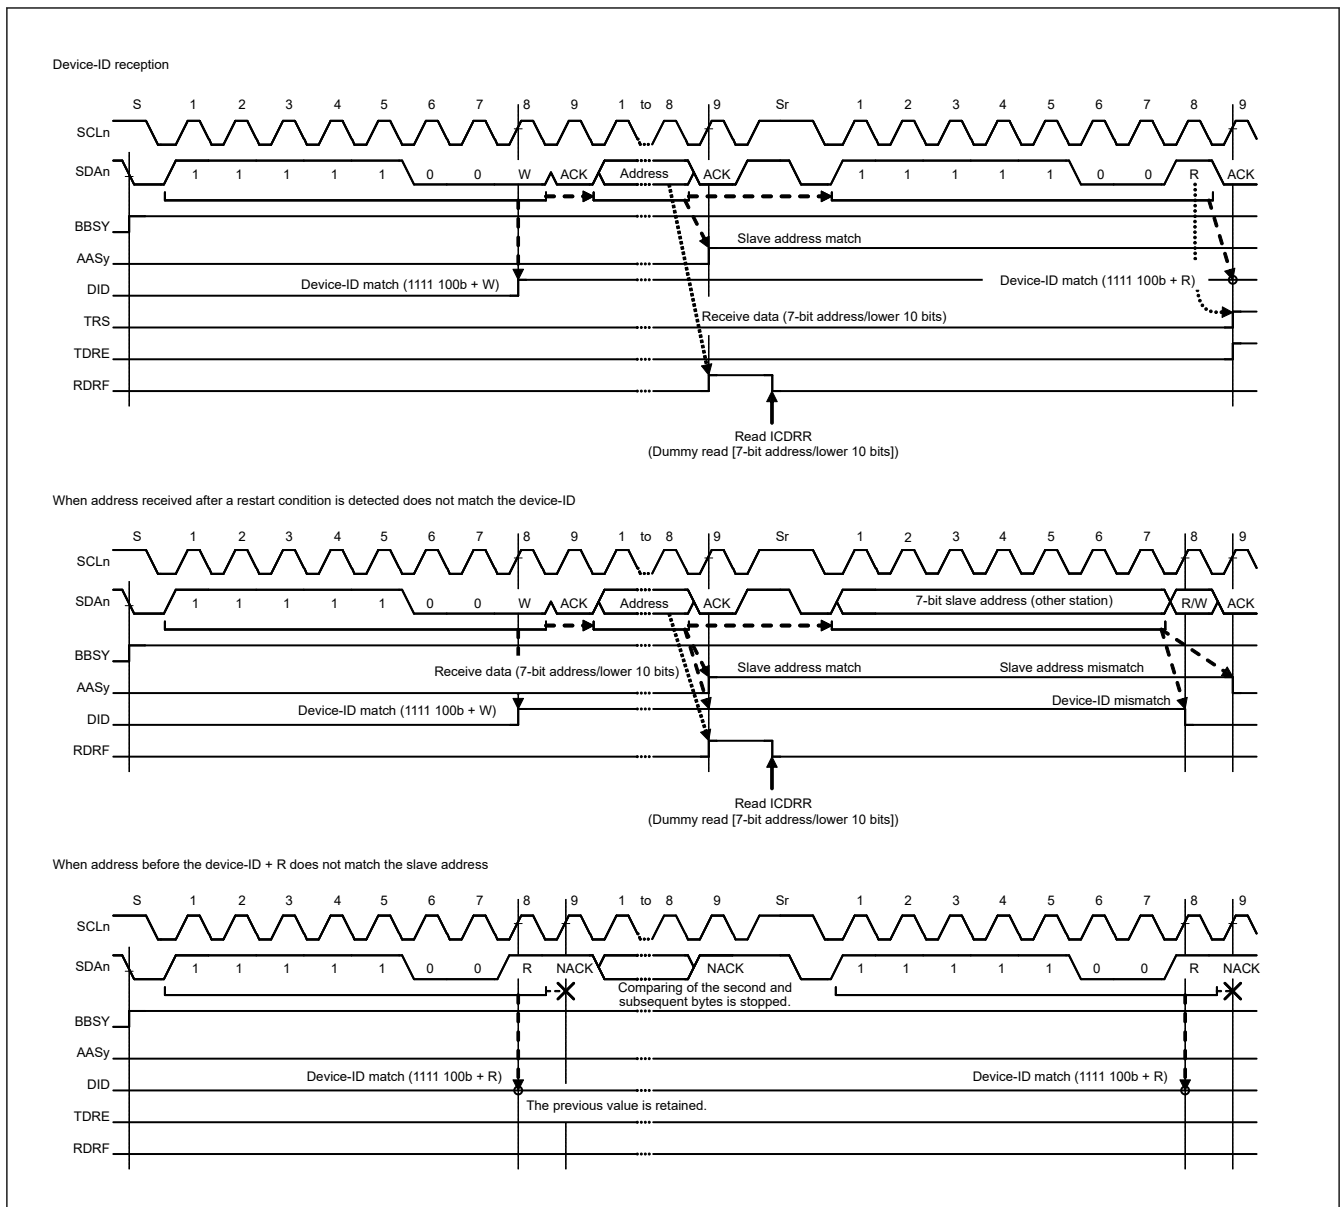 Device-ID reception
S 1 2 3 4 5 6 7 8 9 1 to 8 9 Sr 1 2 3 4 5 6 7 8 9
SCLn
SDAn 1 1 1 1 1 0 0 W ACK Address ACK 1 1 1 1 1 0 0 R ACK
BBSY
Slave address match
AASy
Device-ID match (1111 100b + W) Device-ID match (1111 100b + R)
DID
Receive data (7-bit address/lower 10 bits)
TRS
TDRE
RDRF
Read ICDRR
(Dummy read [7-bit address/lower 10 bits])
When address received after a restart condition is detected does not match the device-ID
S 1 2 3 4 5 6 7 8 9 1 to 8 9 Sr 1 2 3 4 5 6 7 8 9
SCLn
SDAn 1 1 1 1 1 0 0 W ACK Address ACK 7-bit slave address (other station) R/W ACK
BBSY
Receive data (7-bit address/lower 10 bits) Slave address match Slave address mismatch
AASy
Device-ID match (1111 100b + W) Device-ID mismatch
DID
RDRF
Read ICDRR
(Dummy read [7-bit address/lower 10 bits])
When address before the device-ID + R does not match the slave address
S 1 2 3 4 5 6 7 8 9 1 to 8 9 Sr 1 2 3 4 5 6 7 8 9
SCLn
SDAn 1 1 1 1 1 0 0 R NACK NACK 1 1 1 1 1 0 0 R NACK
Comparing of the second and
subsequent bytes is stopped.
BBSY
AASy
Device-ID match (1111 100b + R) Device-ID match (1111 100b + R)
DID
The previous value is retained.
TDRE
RDRF